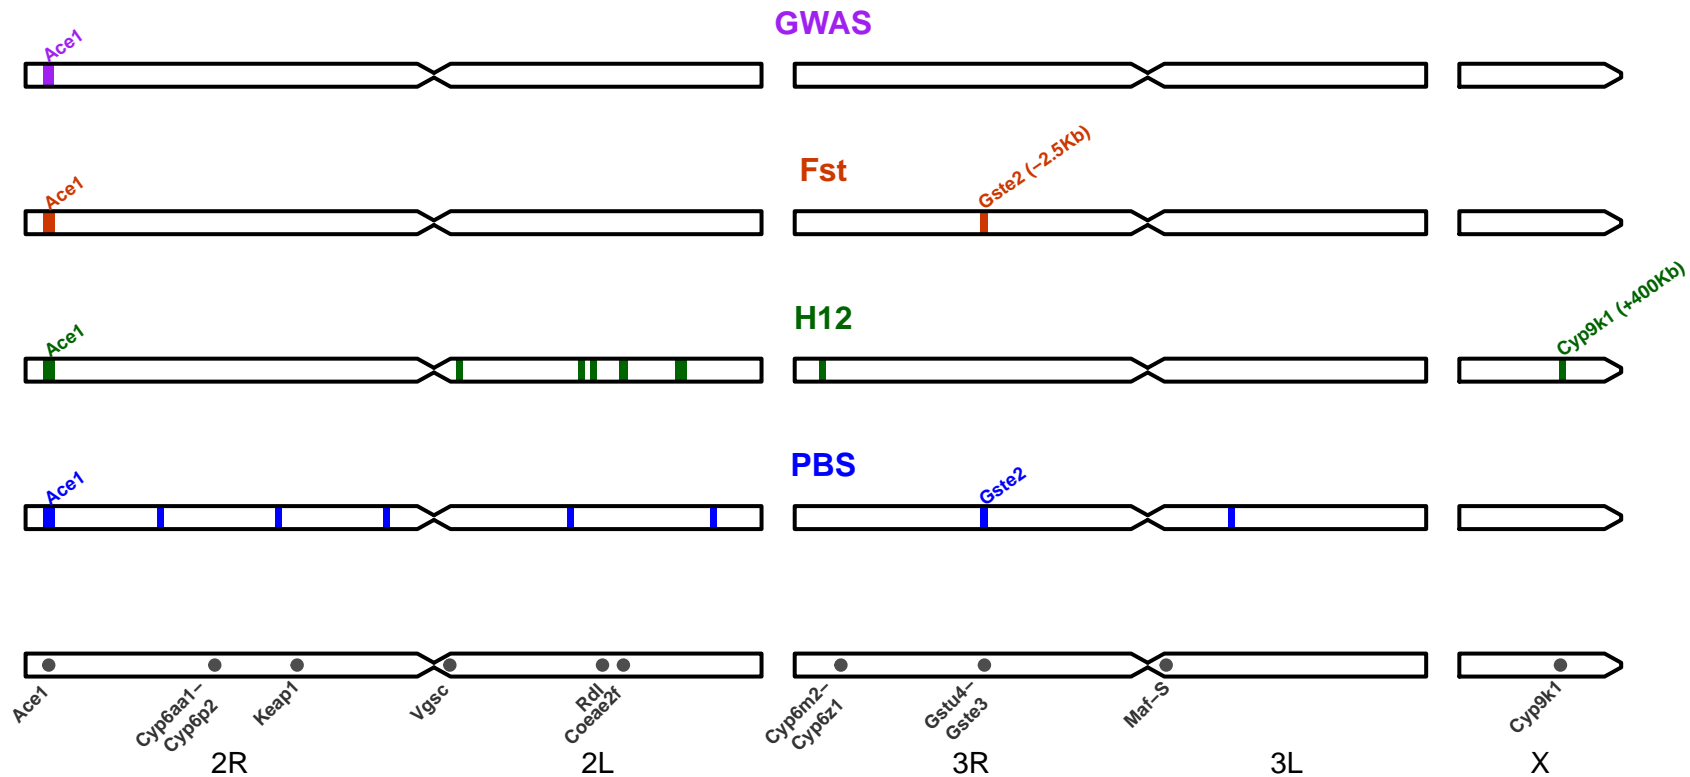 GWAS
Ace1
Fst
Ace1
Gste2 (−2.5Kb)
H12
Ace1
Cyp9k1 (+400Kb)
PBS
Ace1
Gste2
Ace1
Cyp6aa1−
Cyp6p2
Keap1
Vgsc
Rdl
Coeae2f
Cyp6m2−
Cyp6z1
Gstu4−
Gste3
Maf−S
Cyp9k1
2R
2L
3R
3L
X